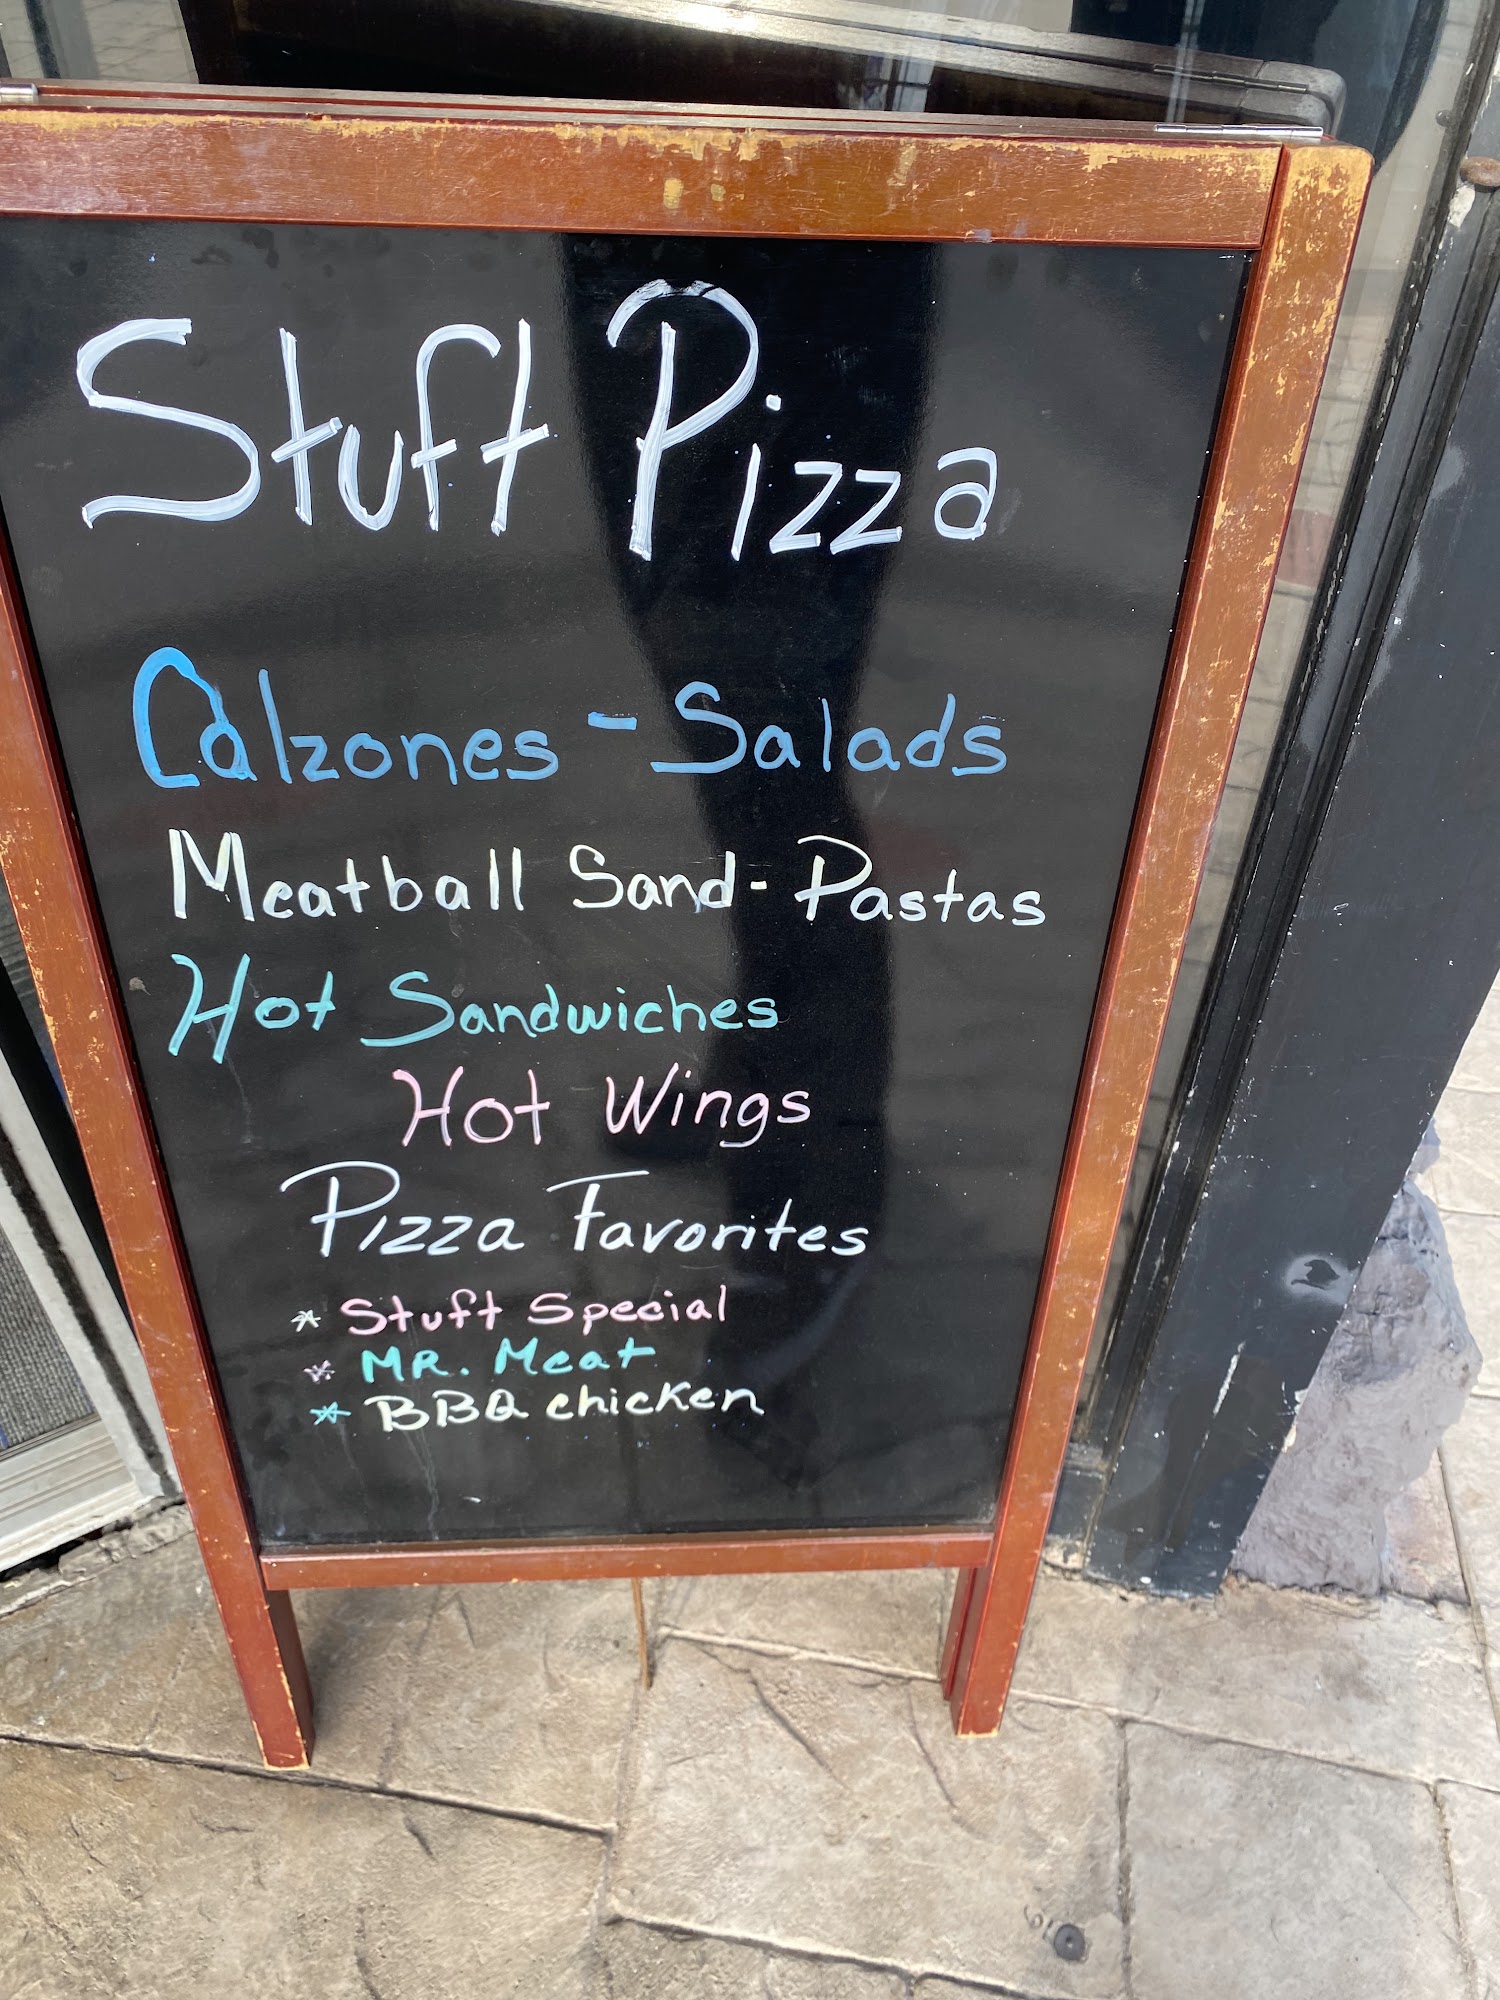 Stuft Pizza
Calzones - Salads
Meatball Sand - Pastas
Hot Sandwiches
Hot Wings
Pizza Favorites
* Stuft Special
* MR. Meat
* BBQ chicken